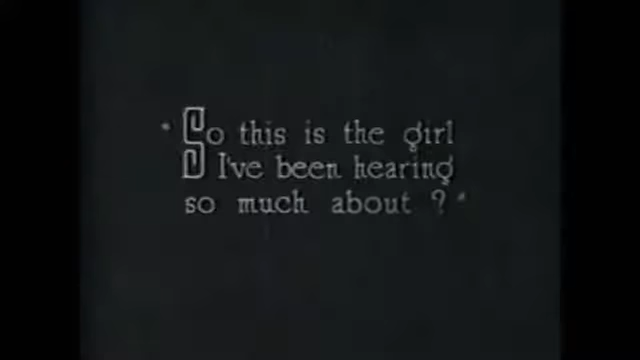 "So this is the girl
I've been hearing
so much about ?"